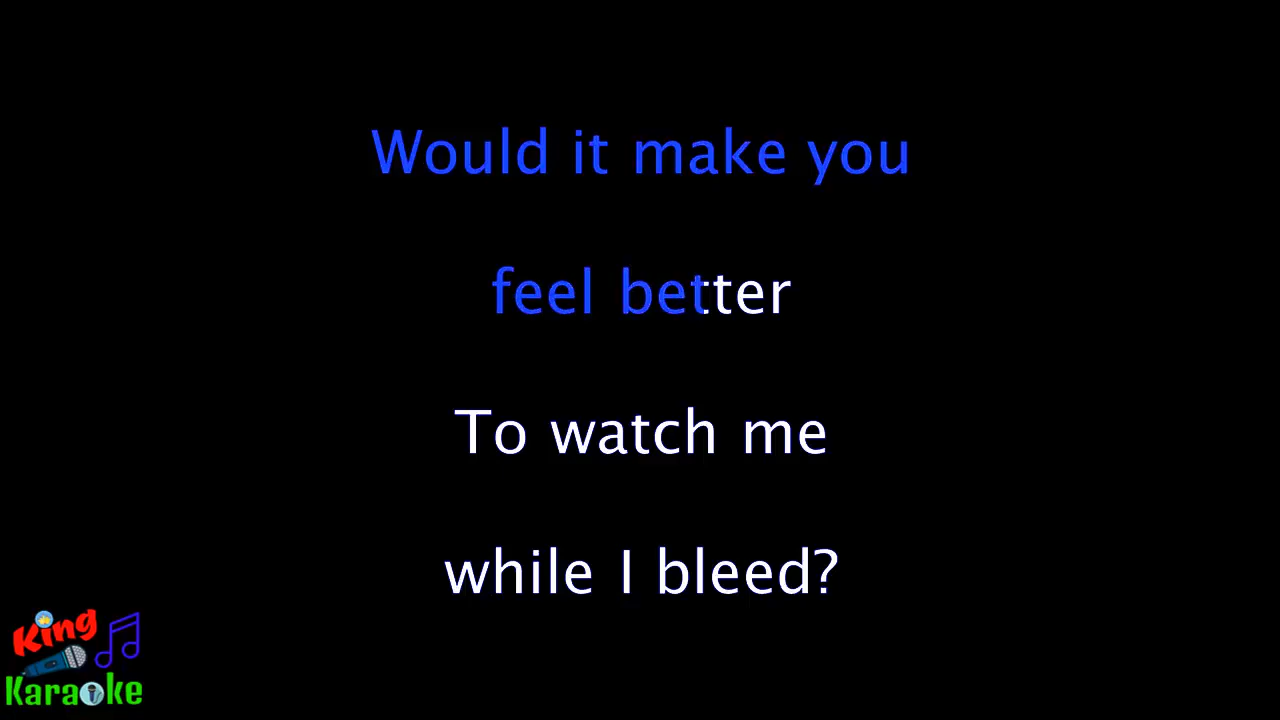 Would it make you
feel better
To watch me
while I bleed?
King
Karaoke